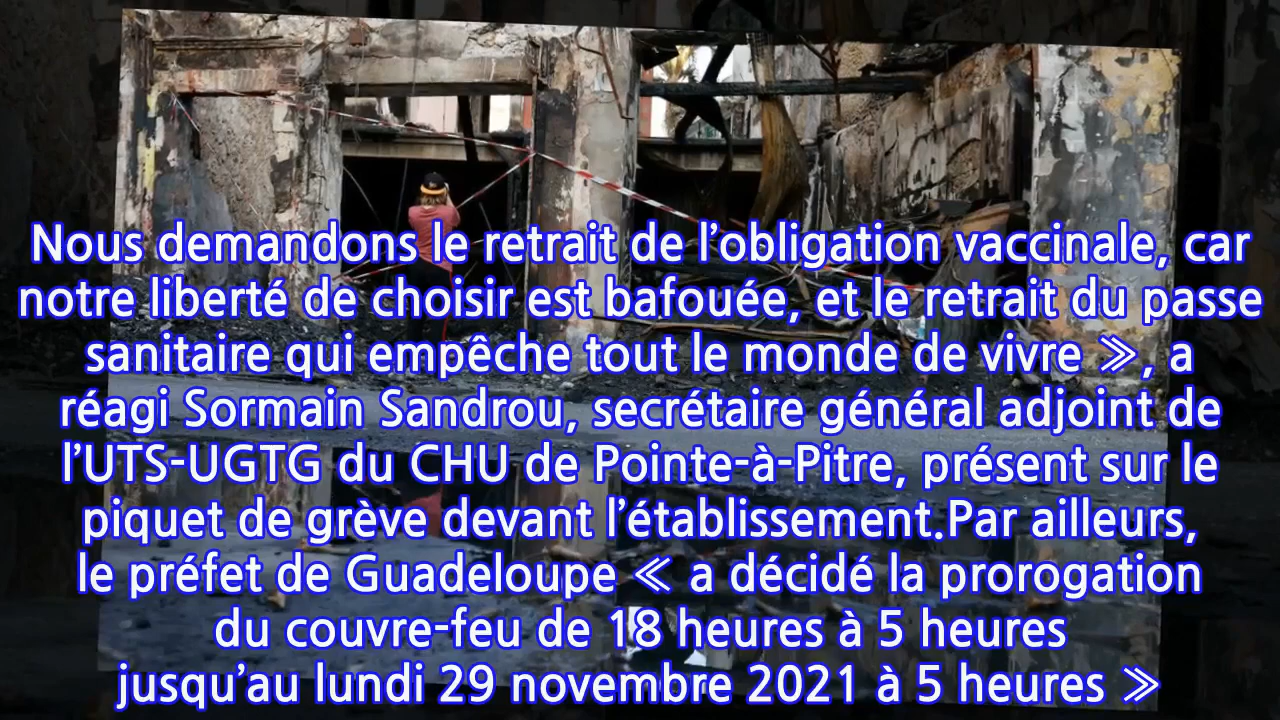 Nous demandons le retrait de l’obligation vaccinale, car
notre liberté de choisir est bafouée, et le retrait du passe
sanitaire qui empêche tout le monde de vivre », a
réagi Sormain Sandrou, secrétaire général adjoint de
l’UTS-UGTG du CHU de Pointe-à-Pitre, présent sur le
piquet de grève devant l’établissement.Par ailleurs,
le préfet de Guadeloupe « a décidé la prorogation
du couvre-feu de 18 heures à 5 heures
jusqu’au lundi 29 novembre 2021 à 5 heures »